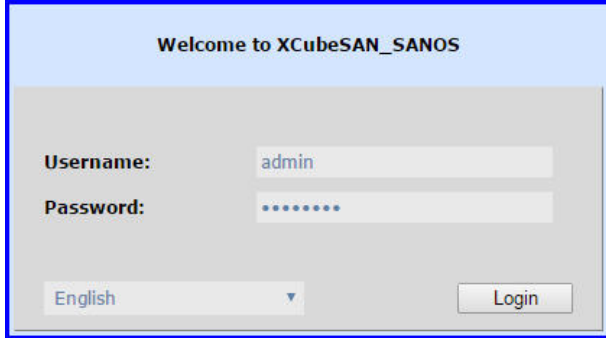 Welcome to XCubeSAN_SANOS
Username: admin
Password: ••••••••
English ▼ Login